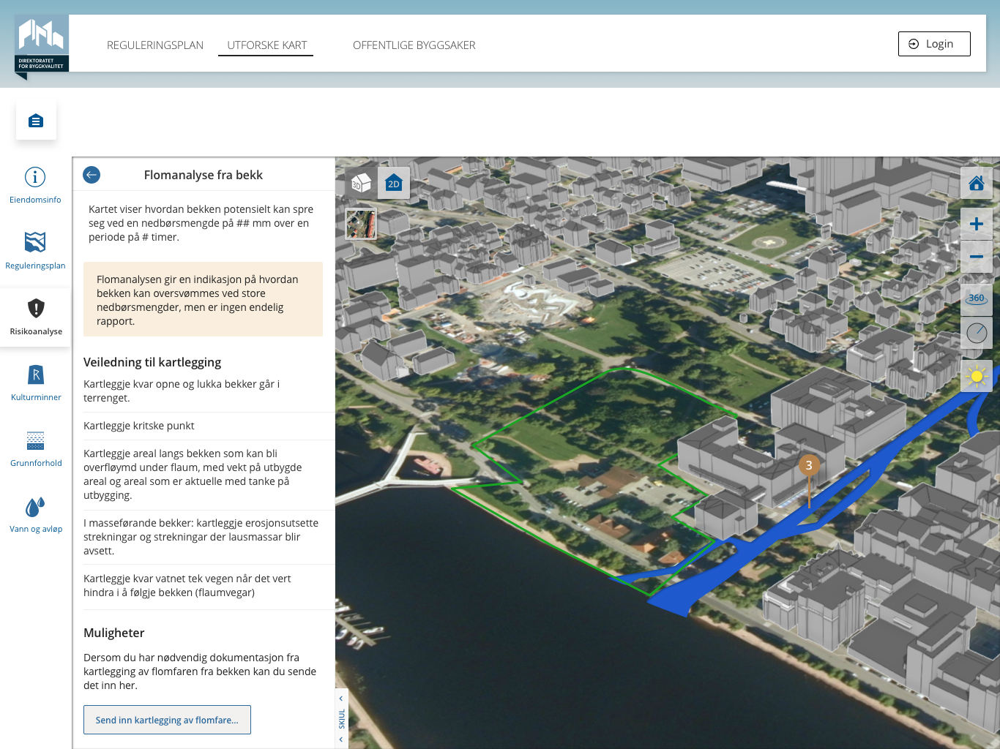 DIREKTORATET
FOR BYGGKVALITET
REGULERINGSPLAN
UTFORSKE KART
OFFENTLIGE BYGGSAKER
Login
Eiendomsinfo
Reguleringsplan
Risikoanalyse
Kulturminner
Grunnforhold
Vann og avløp
Flomanalyse fra bekk
Kartet viser hvordan bekken potensielt kan spre
seg ved en nedbørsmengde på ## mm over en
periode på # timer.
Flomanalysen gir en indikasjon på hvordan
bekken kan oversvømmes ved store
nedbørsmengder, men er ingen endelig
rapport.
Veiledning til kartlegging
Kartleggje kvar opne og lukka bekker går i
terrenget.
Kartleggje kritske punkt
Kartleggje areal langs bekken som kan bli
overfløymd under flaum, med vekt på utbygde
areal og areal som er aktuelle med tanke på
utbygging.
I masseførande bekker: kartleggje erosjonsutsette
strekningar og strekningar der lausmassar blir
avsett.
Kartleggje kvar vatnet tek vegen når det vert
hindra i å følgje bekken (flaumvegar)
Muligheter
Dersom du har nødvendig dokumentasjon fra
kartlegging av flomfaren fra bekken kan du sende
det inn her.
Send inn kartlegging av flomfare...
SKJUL
3D
2D
360
3